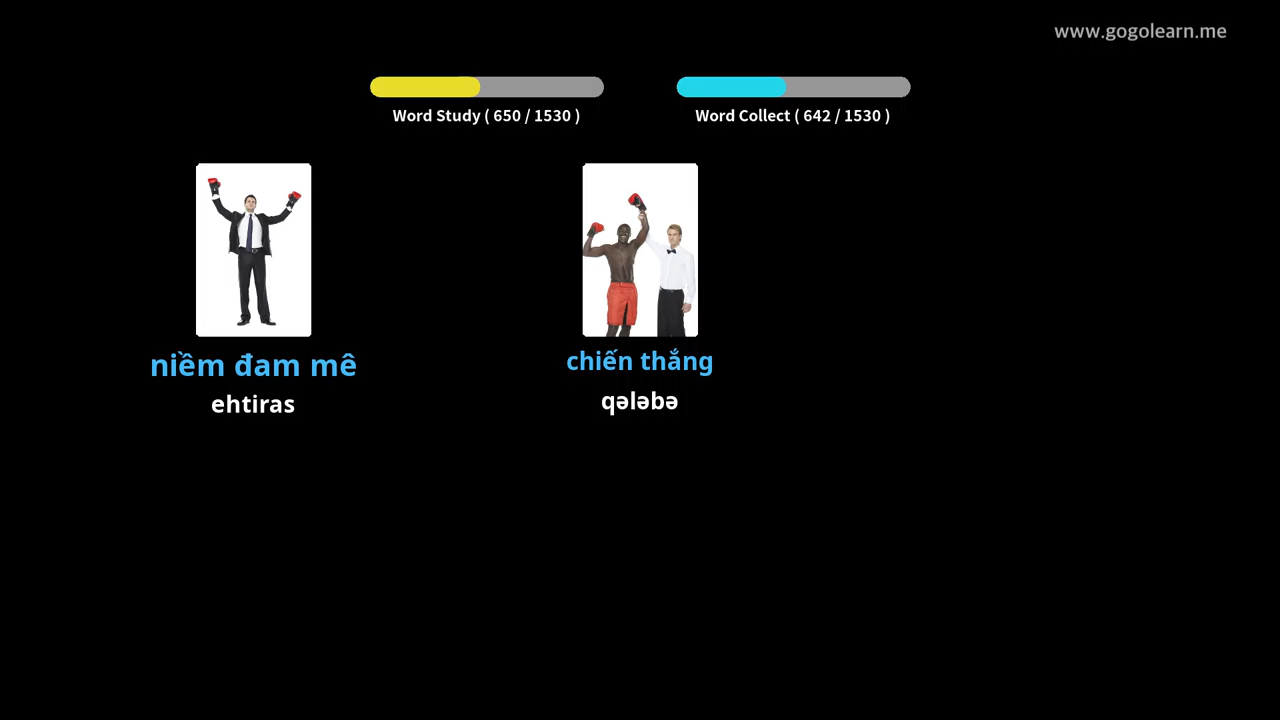 www.gogolearn.me
Word Study ( 650 / 1530 )
Word Collect ( 642 / 1530 )
niềm đam mê
ehtiras
chiến thắng
qələbə